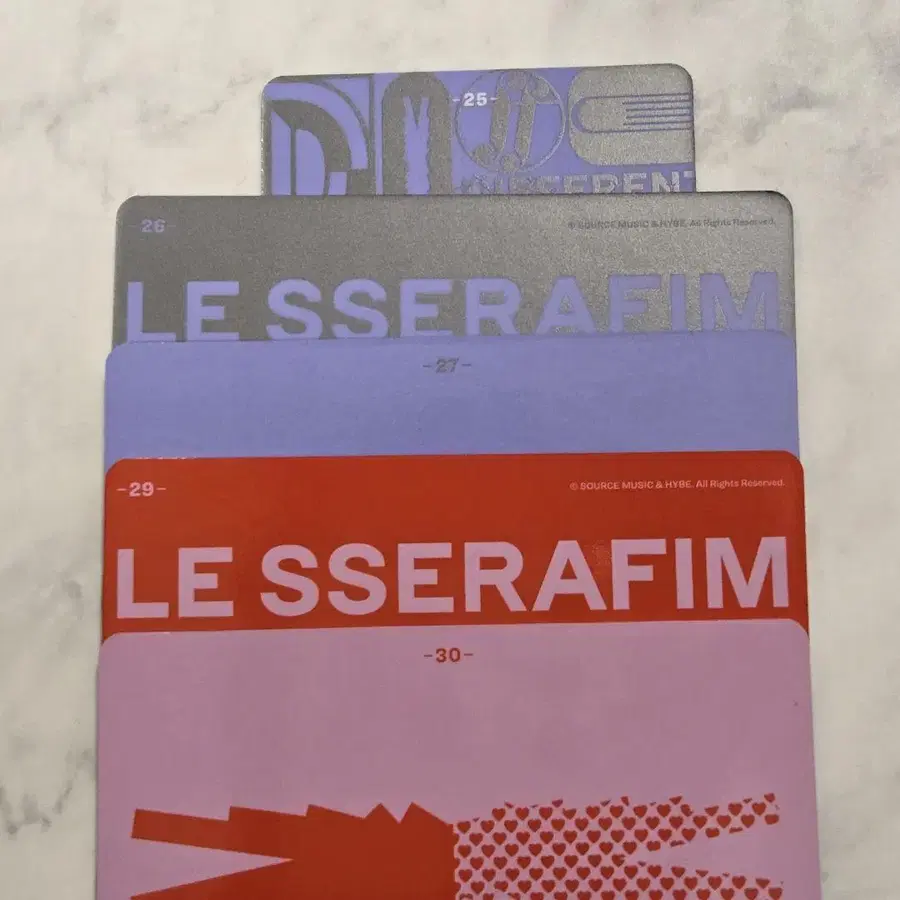 -25-
DIFFERENT
-26-
© SOURCE MUSIC & HYBE. All Rights Reserved.
LE SSERAFIM
-27-
-29-
© SOURCE MUSIC & HYBE. All Rights Reserved.
LE SSERAFIM
-30-